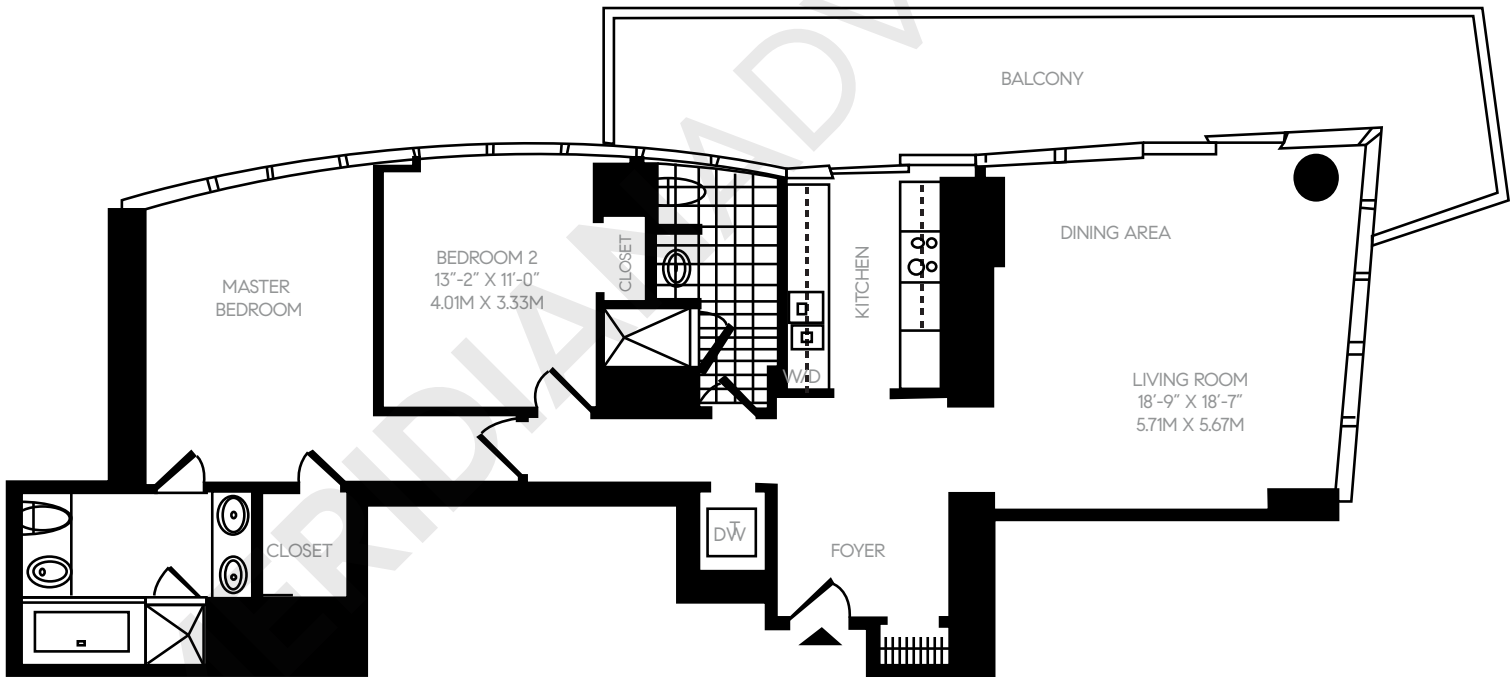 BALCONY
DINING AREA
BEDROOM 2
13"-2" X 11'-0"
4.01M X 3.33M
CLOSET
KITCHEN
MASTER
BEDROOM
W/D
LIVING ROOM
18'-9" X 18'-7"
5.71M X 5.67M
CLOSET
FOYER